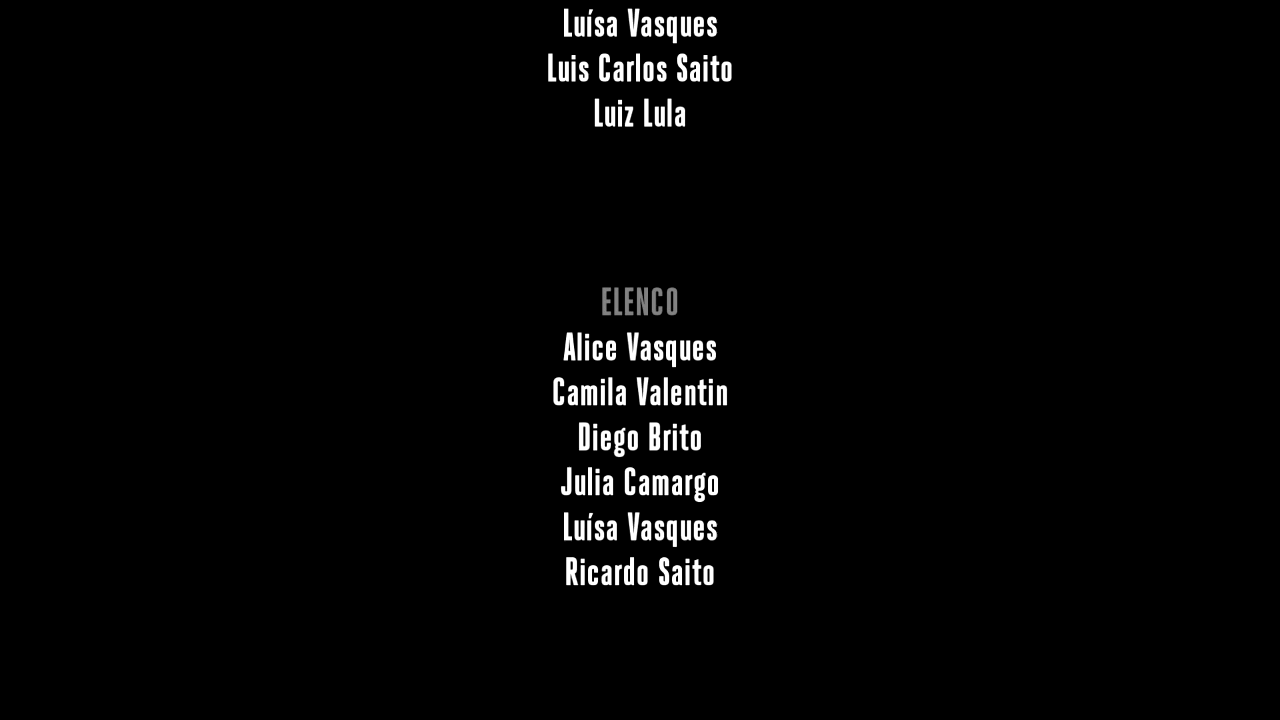 Luísa Vasques
Luis Carlos Saito
Luiz Lula
ELENCO
Alice Vasques
Camila Valentin
Diego Brito
Julia Camargo
Luísa Vasques
Ricardo Saito